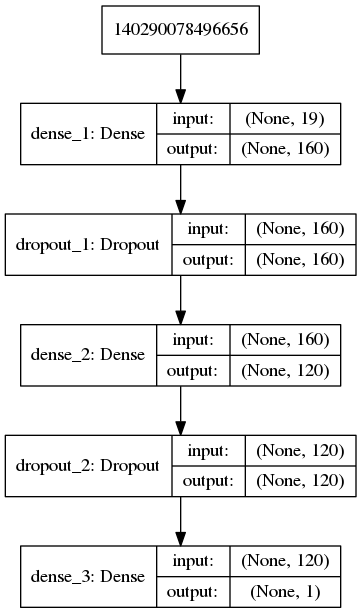 140290078496656
dense_1: Dense
input: (None, 19)
output: (None, 160)
dropout_1: Dropout
input: (None, 160)
output: (None, 160)
dense_2: Dense
input: (None, 160)
output: (None, 120)
dropout_2: Dropout
input: (None, 120)
output: (None, 120)
dense_3: Dense
input: (None, 120)
output: (None, 1)